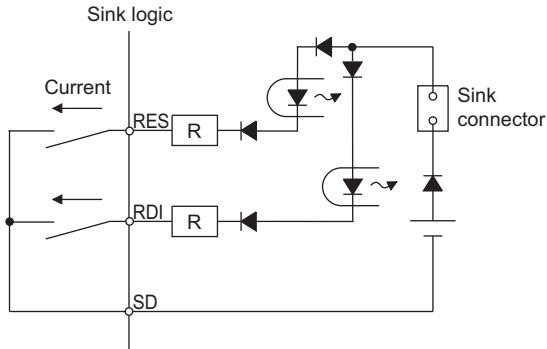 Sink logic
Current
RES
R
Sink
connector
RDI
R
SD